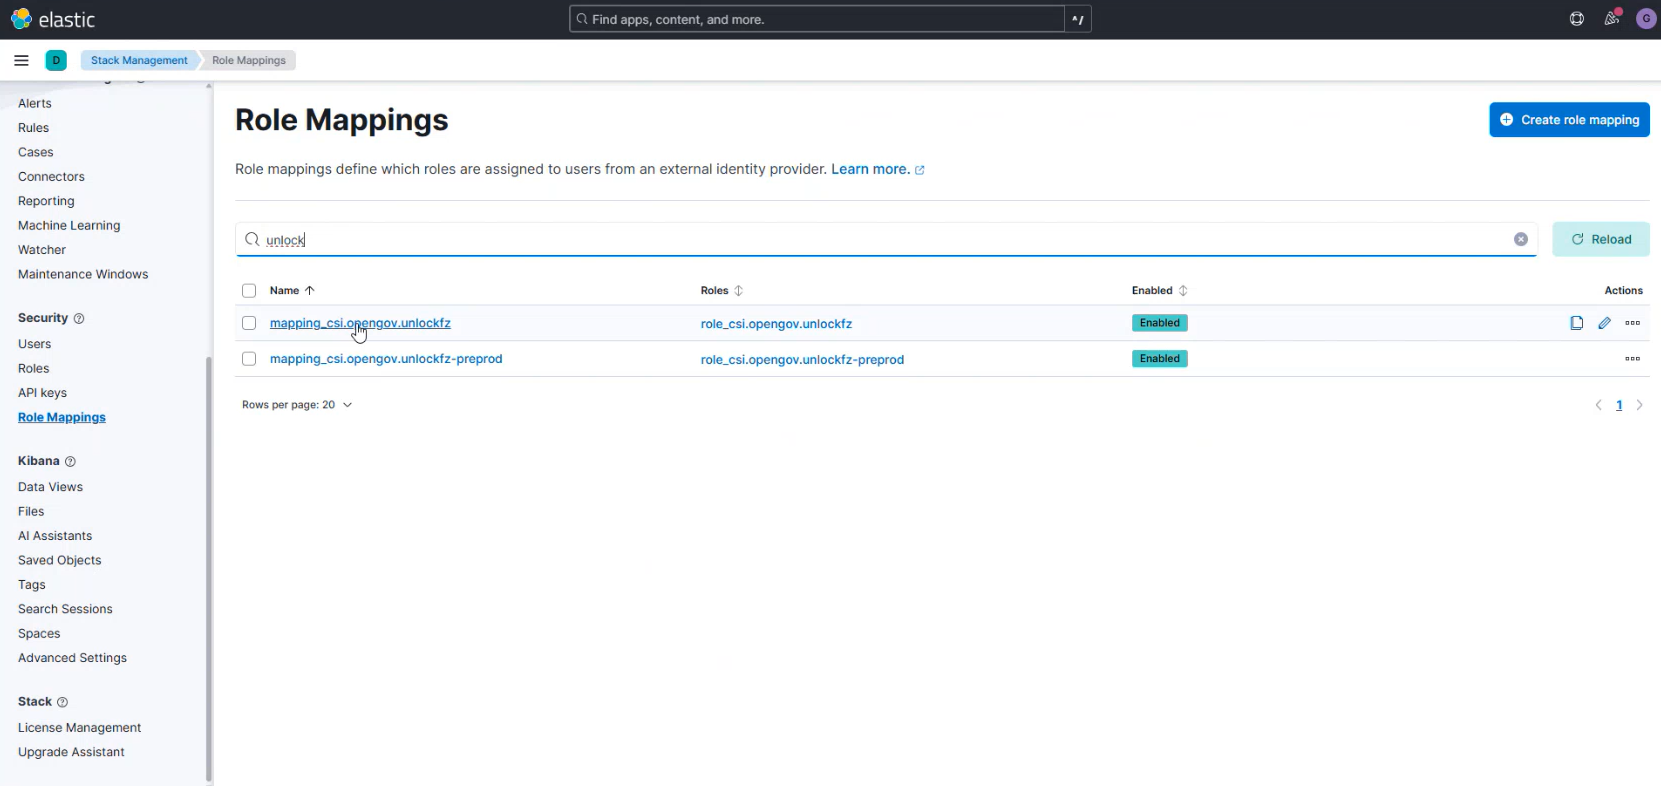 elastic
Find apps, content, and more.
^/
G
D
Stack Management
Role Mappings
Alerts
Rules
Cases
Connectors
Reporting
Machine Learning
Watcher
Maintenance Windows
Security
Users
Roles
API keys
Role Mappings
Kibana
Data Views
Files
AI Assistants
Saved Objects
Tags
Search Sessions
Spaces
Advanced Settings
Stack
License Management
Upgrade Assistant
Role Mappings
Create role mapping
Role mappings define which roles are assigned to users from an external identity provider. Learn more.
unlock
Reload
Name Roles Enabled Actions
mapping_csi.opengov.unlockfz role_csi.opengov.unlockfz Enabled
mapping_csi.opengov.unlockfz-preprod role_csi.opengov.unlockfz-preprod Enabled
Rows per page: 20
1